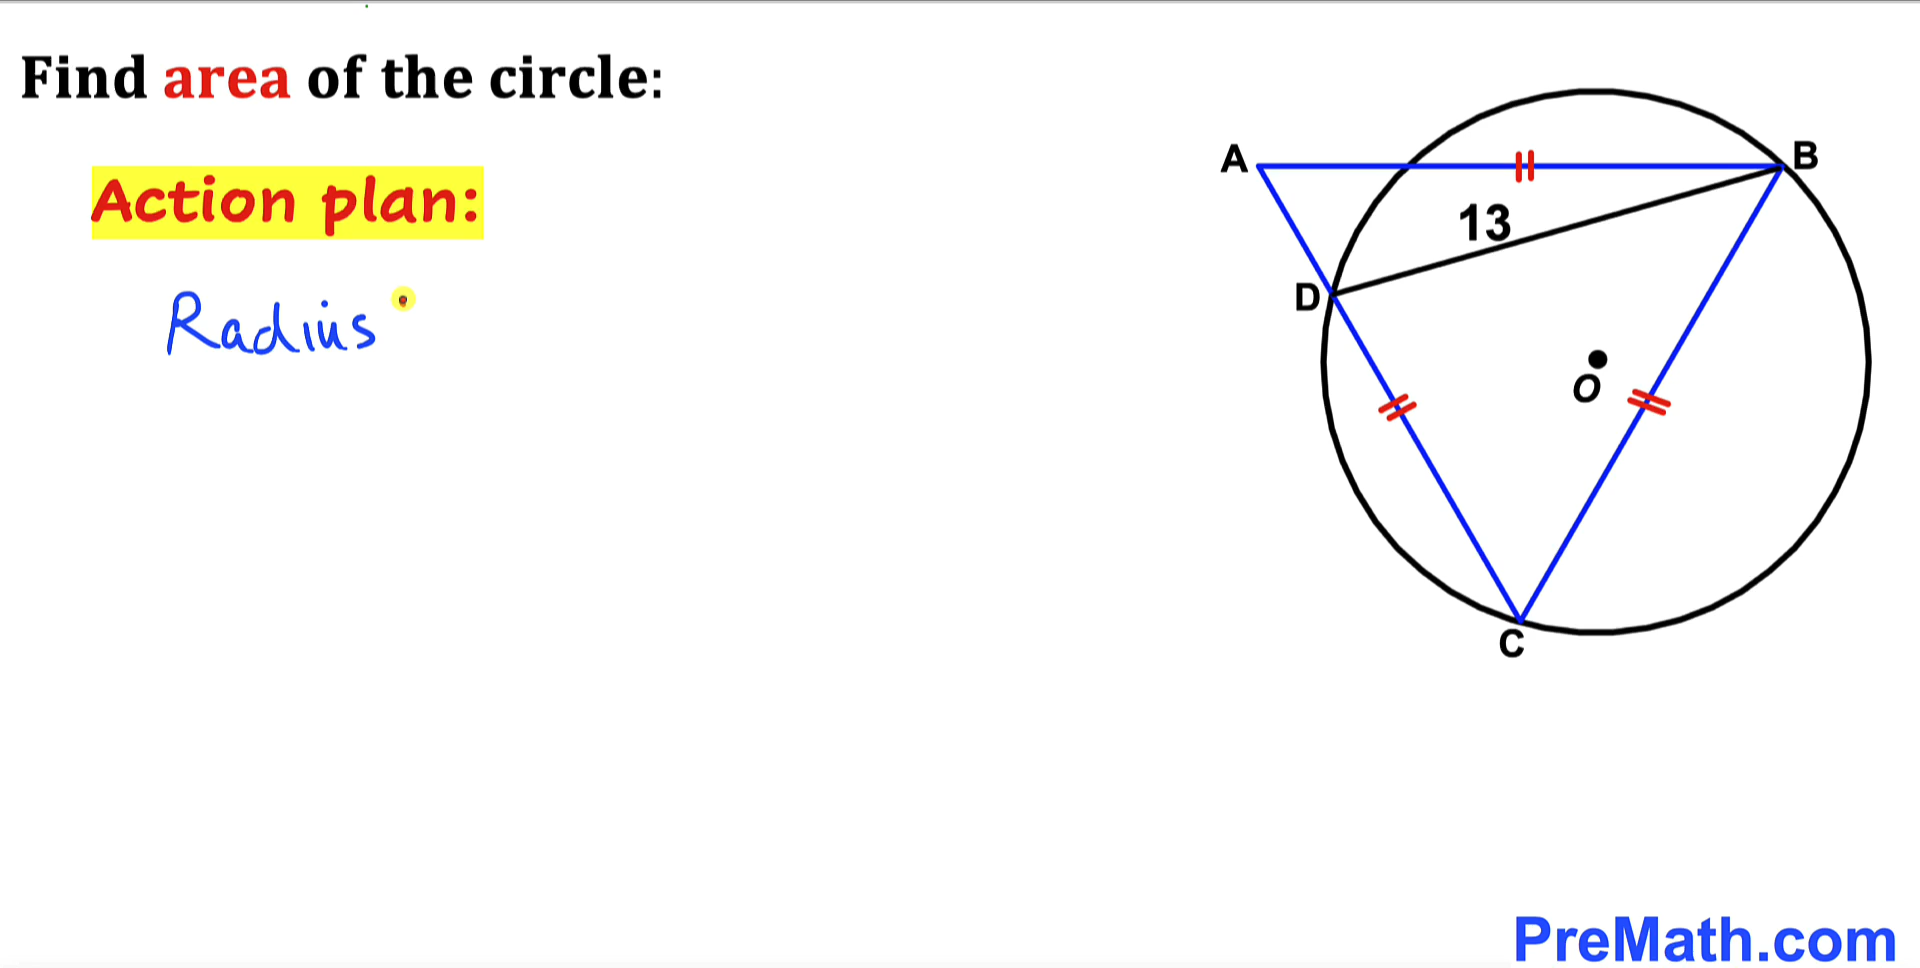 Find area of the circle:
Action plan:
Radius
A
B
13
D
O
C
PreMath.com